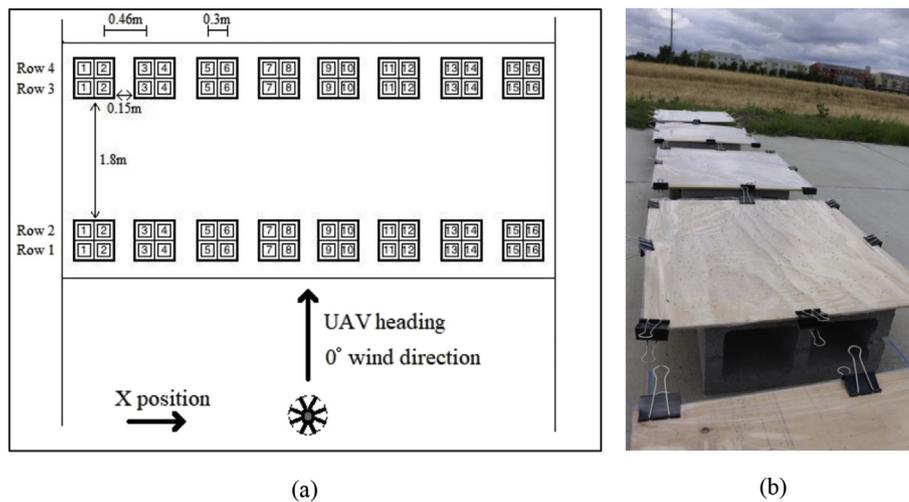 0.46m 0.3m
Row 4 1 2 3 4 5 6 7 8 9 10 11 12 13 14 15 16
Row 3 1 2 3 4 5 6 7 8 9 10 11 12 13 14 15 16
0.15m
1.8m
Row 2 1 2 3 4 5 6 7 8 9 10 11 12 13 14 15 16
Row 1 1 2 3 4 5 6 7 8 9 10 11 12 13 14 15 16
UAV heading
0° wind direction
X position
(a) (b)